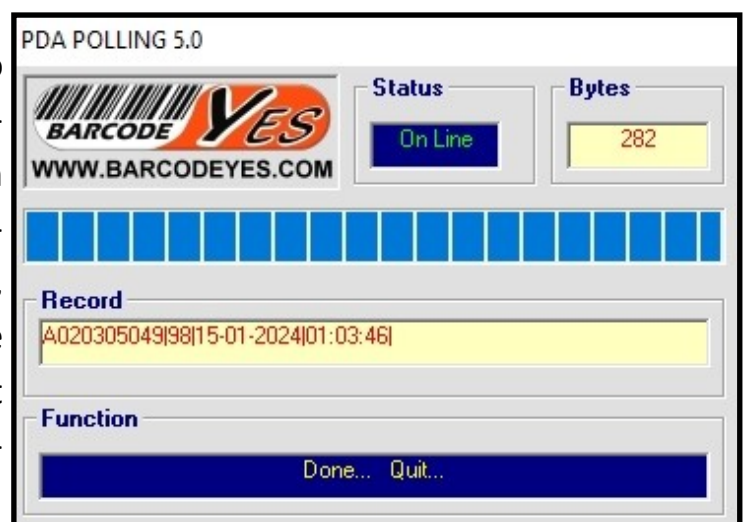 PDA POLLING 5.0
BARCODE YES
WWW.BARCODEYES.COM
Status
On Line
Bytes
282
Record
A020305049|98|15-01-2024|01:03:46|
Function
Done... Quit...